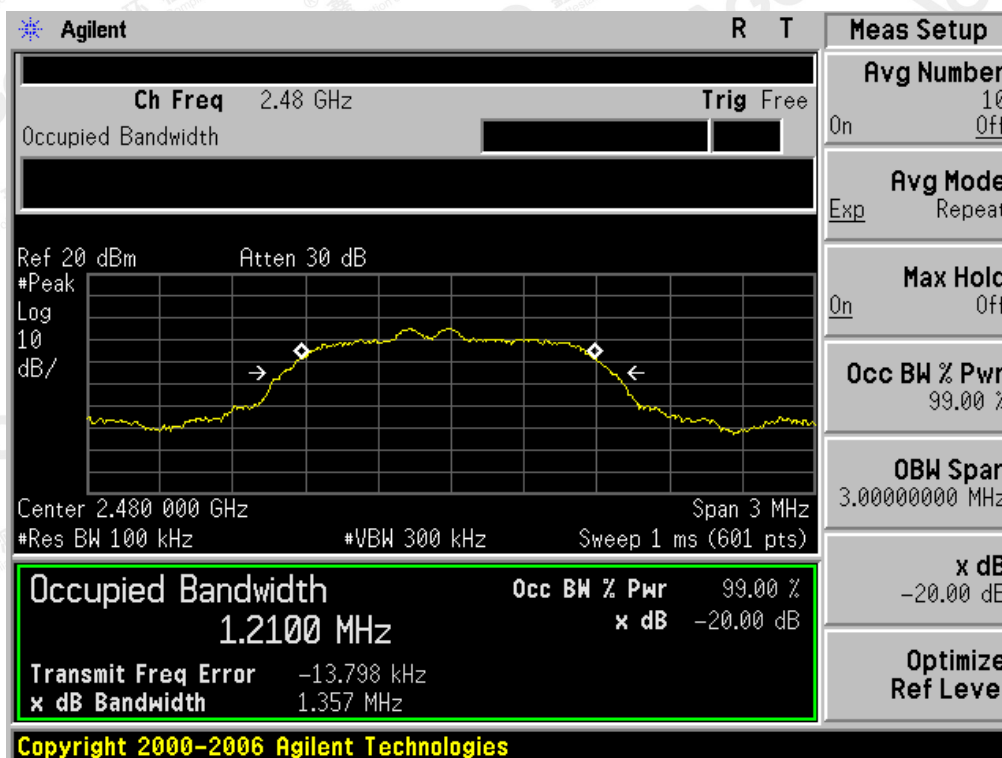 Agilent R T
Ch Freq 2.48 GHz Trig Free
Occupied Bandwidth
Ref 20 dBm Atten 30 dB
#Peak
Log
10
dB/
Center 2.480 000 GHz Span 3 MHz
#Res BW 100 kHz #VBW 300 kHz Sweep 1 ms (601 pts)
Occupied Bandwidth Occ BW % Pwr 99.00 %
1.2100 MHz x dB -20.00 dB
Transmit Freq Error -13.798 kHz
x dB Bandwidth 1.357 MHz
Copyright 2000-2006 Agilent Technologies
Meas Setup
Avg Number
10
On Off
Avg Mode
Exp Repeat
Max Hold
On Off
Occ BW % Pwr
99.00 %
OBW Span
3.00000000 MHz
x dB
-20.00 dB
Optimize
Ref Level